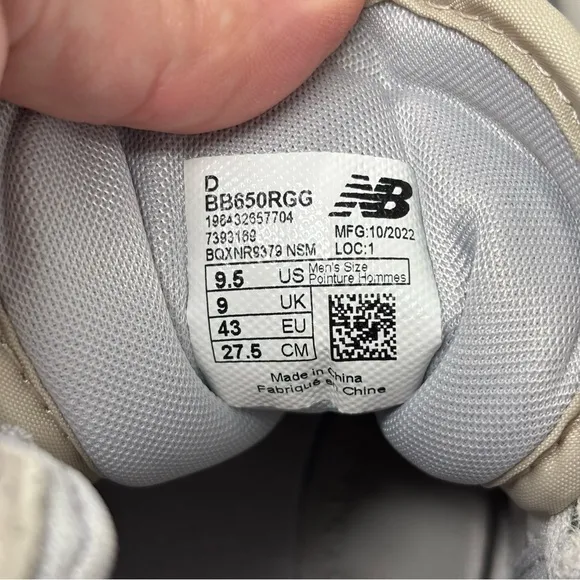 D
BB650RGG
NB
196432657704
7393169
MFG:10/2022
BQXNR9379 NSM
LOC:1
9.5 US Men's Size
Pointure Hommes
9 UK
43 EU
27.5 CM
Made in China
Fabriqué en Chine